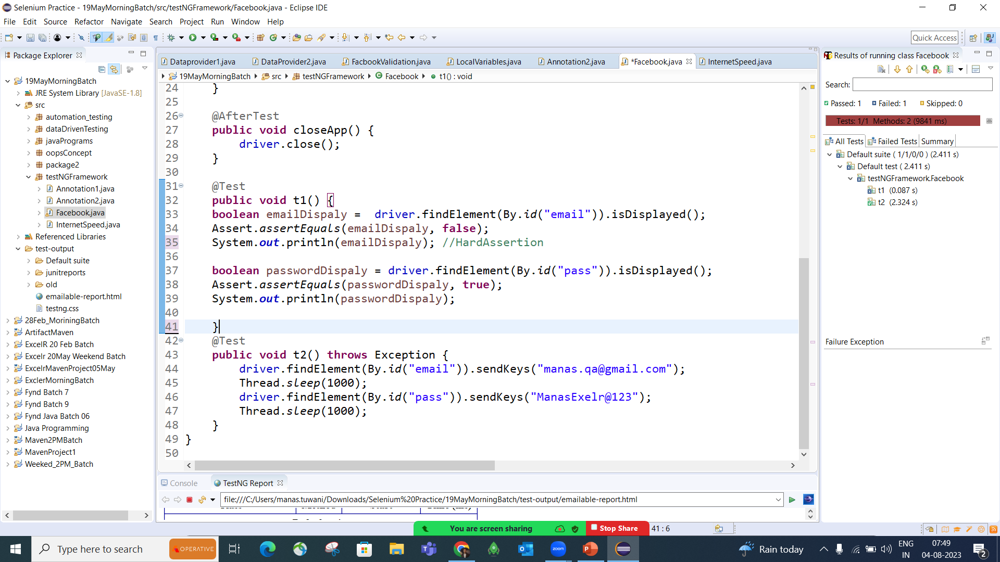 Selenium Practice - 19MayMorningBatch/src/testNGFramework/Facebook.java - Eclipse IDE
File Edit Source Refactor Navigate Search Project Run Window Help
Quick Access
Package Explorer
19MayMorningBatch
JRE System Library [JavaSE-1.8]
src
automation_testing
dataDrivenTesting
javaPrograms
oopsConcept
package2
testNGFramework
Annotation1.java
Annotation2.java
Facebook.java
InternetSpeed.java
Referenced Libraries
test-output
Default suite
junitreports
old
emailable-report.html
testng.css
28Feb_MoriningBatch
ArtifactMaven
ExcelR 20 Feb Batch
Excelr 20May Weekend Batch
ExcelrMavenProject05May
ExclerMorningBatch
Fynd Batch 7
Fynd Batch 9
Fynd Java Batch 06
Java Programming
Maven2PMBatch
MavenProject1
Weeked_2PM_Batch
Dataprovider1.java DataProvider2.java FacbookValidation.java LocalVariables.java Annotation2.java *Facebook.java InternetSpeed.java
19MayMorningBatch src testNGFramework Facebook t1() : void
24 }
25
26 @AfterTest
27 public void closeApp() {
28 driver.close();
29 }
30
31 @Test
32 public void t1() {
33 boolean emailDispaly = driver.findElement(By.id("email")).isDisplayed();
34 Assert.assertEquals(emailDispaly, false);
35 System.out.println(emailDispaly); //HardAssertion
36
37 boolean passwordDispaly = driver.findElement(By.id("pass")).isDisplayed();
38 Assert.assertEquals(passwordDispaly, true);
39 System.out.println(passwordDispaly);
40
41 }
42 @Test
43 public void t2() throws Exception {
44 driver.findElement(By.id("email")).sendKeys("manas.qa@gmail.com");
45 Thread.sleep(1000);
46 driver.findElement(By.id("pass")).sendKeys("ManasExelr@123");
47 Thread.sleep(1000);
48 }
49 }
50
Console TestNG Report
file:///C:/Users/manas.tuwani/Downloads/Selenium%20Practice/19MayMorningBatch/test-output/emailable-report.html
Results of running class Facebook
Search:
Passed: 1 Failed: 1 Skipped: 0
Tests: 1/1 Methods: 2 (9841 ms)
All Tests Failed Tests Summary
Default suite ( 1/1/0/0 ) (2.411 s)
Default test ( 2.411 s)
testNGFramework.Facebook
t1 (0.087 s)
t2 (2.324 s)
Failure Exception
You are screen sharing Stop Share 41 : 6
Type here to search
OPERATIVE
zoom
Rain today
ENG
IN
07:49
04-08-2023
2